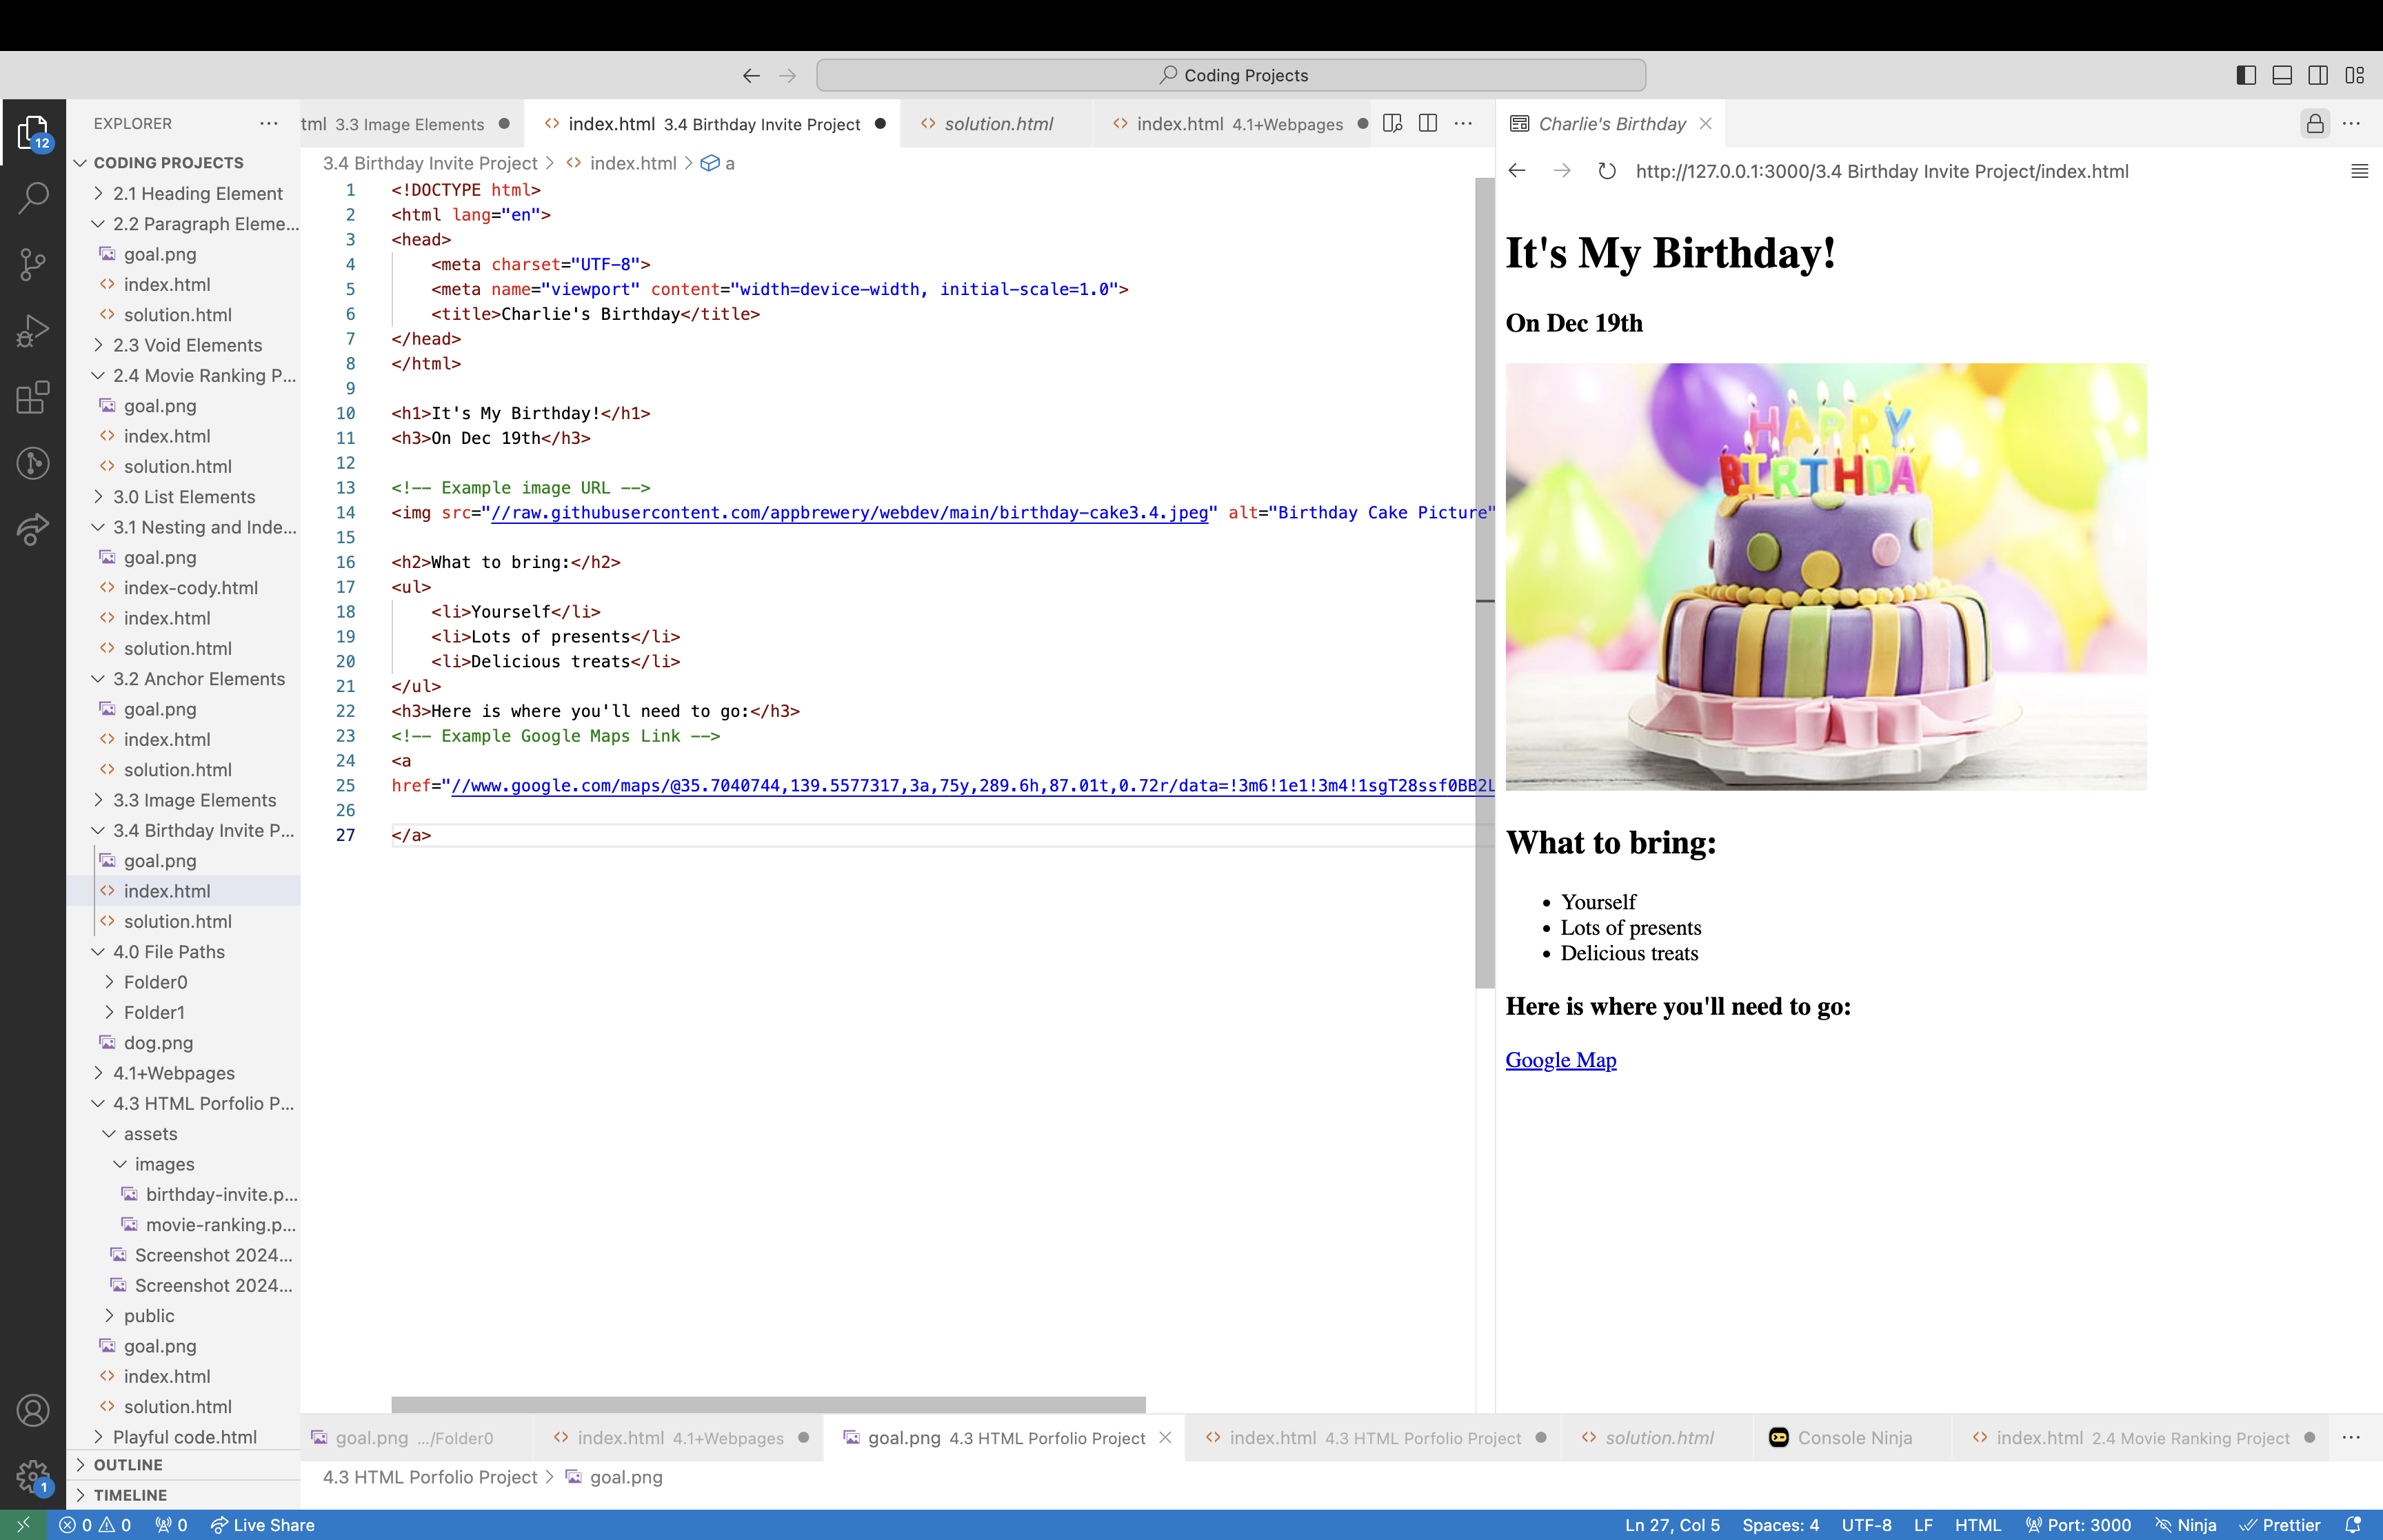 Coding Projects
EXPLORER
12
CODING PROJECTS
2.1 Heading Element
2.2 Paragraph Eleme...
goal.png
index.html
solution.html
2.3 Void Elements
2.4 Movie Ranking P...
goal.png
index.html
solution.html
3.0 List Elements
3.1 Nesting and Inde...
goal.png
index-cody.html
index.html
solution.html
3.2 Anchor Elements
goal.png
index.html
solution.html
3.3 Image Elements
3.4 Birthday Invite P...
goal.png
index.html
solution.html
4.0 File Paths
Folder0
Folder1
dog.png
4.1+Webpages
4.3 HTML Porfolio P...
assets
images
birthday-invite.p...
movie-ranking.p...
Screenshot 2024...
Screenshot 2024...
public
goal.png
index.html
solution.html
Playful code.html
OUTLINE
TIMELINE
1
tml 3.3 Image Elements
index.html 3.4 Birthday Invite Project
solution.html
index.html 4.1+Webpages
3.4 Birthday Invite Project > index.html > a
1 <!DOCTYPE html>
2 <html lang="en">
3 <head>
4 <meta charset="UTF-8">
5 <meta name="viewport" content="width=device-width, initial-scale=1.0">
6 <title>Charlie's Birthday</title>
7 </head>
8 </html>
9
10 <h1>It's My Birthday!</h1>
11 <h3>On Dec 19th</h3>
12
13 <!-- Example image URL -->
14 <img src="//raw.githubusercontent.com/appbrewery/webdev/main/birthday-cake3.4.jpeg" alt="Birthday Cake Picture"
15
16 <h2>What to bring:</h2>
17 <ul>
18 <li>Yourself</li>
19 <li>Lots of presents</li>
20 <li>Delicious treats</li>
21 </ul>
22 <h3>Here is where you'll need to go:</h3>
23 <!-- Example Google Maps Link -->
24 <a
25 href="//www.google.com/maps/@35.7040744,139.5577317,3a,75y,289.6h,87.01t,0.72r/data=!3m6!1e1!3m4!1sgT28ssf0BB2L
26
27 </a>
Charlie's Birthday
http://127.0.0.1:3000/3.4 Birthday Invite Project/index.html
It's My Birthday!
On Dec 19th
HAPPY
BIRTHDAY
What to bring:
• Yourself
• Lots of presents
• Delicious treats
Here is where you'll need to go:
Google Map
goal.png .../Folder0
index.html 4.1+Webpages
goal.png 4.3 HTML Porfolio Project
index.html 4.3 HTML Porfolio Project
solution.html
Console Ninja
index.html 2.4 Movie Ranking Project
4.3 HTML Porfolio Project > goal.png
0 0 0 Live Share
Ln 27, Col 5 Spaces: 4 UTF-8 LF HTML Port: 3000 Ninja Prettier